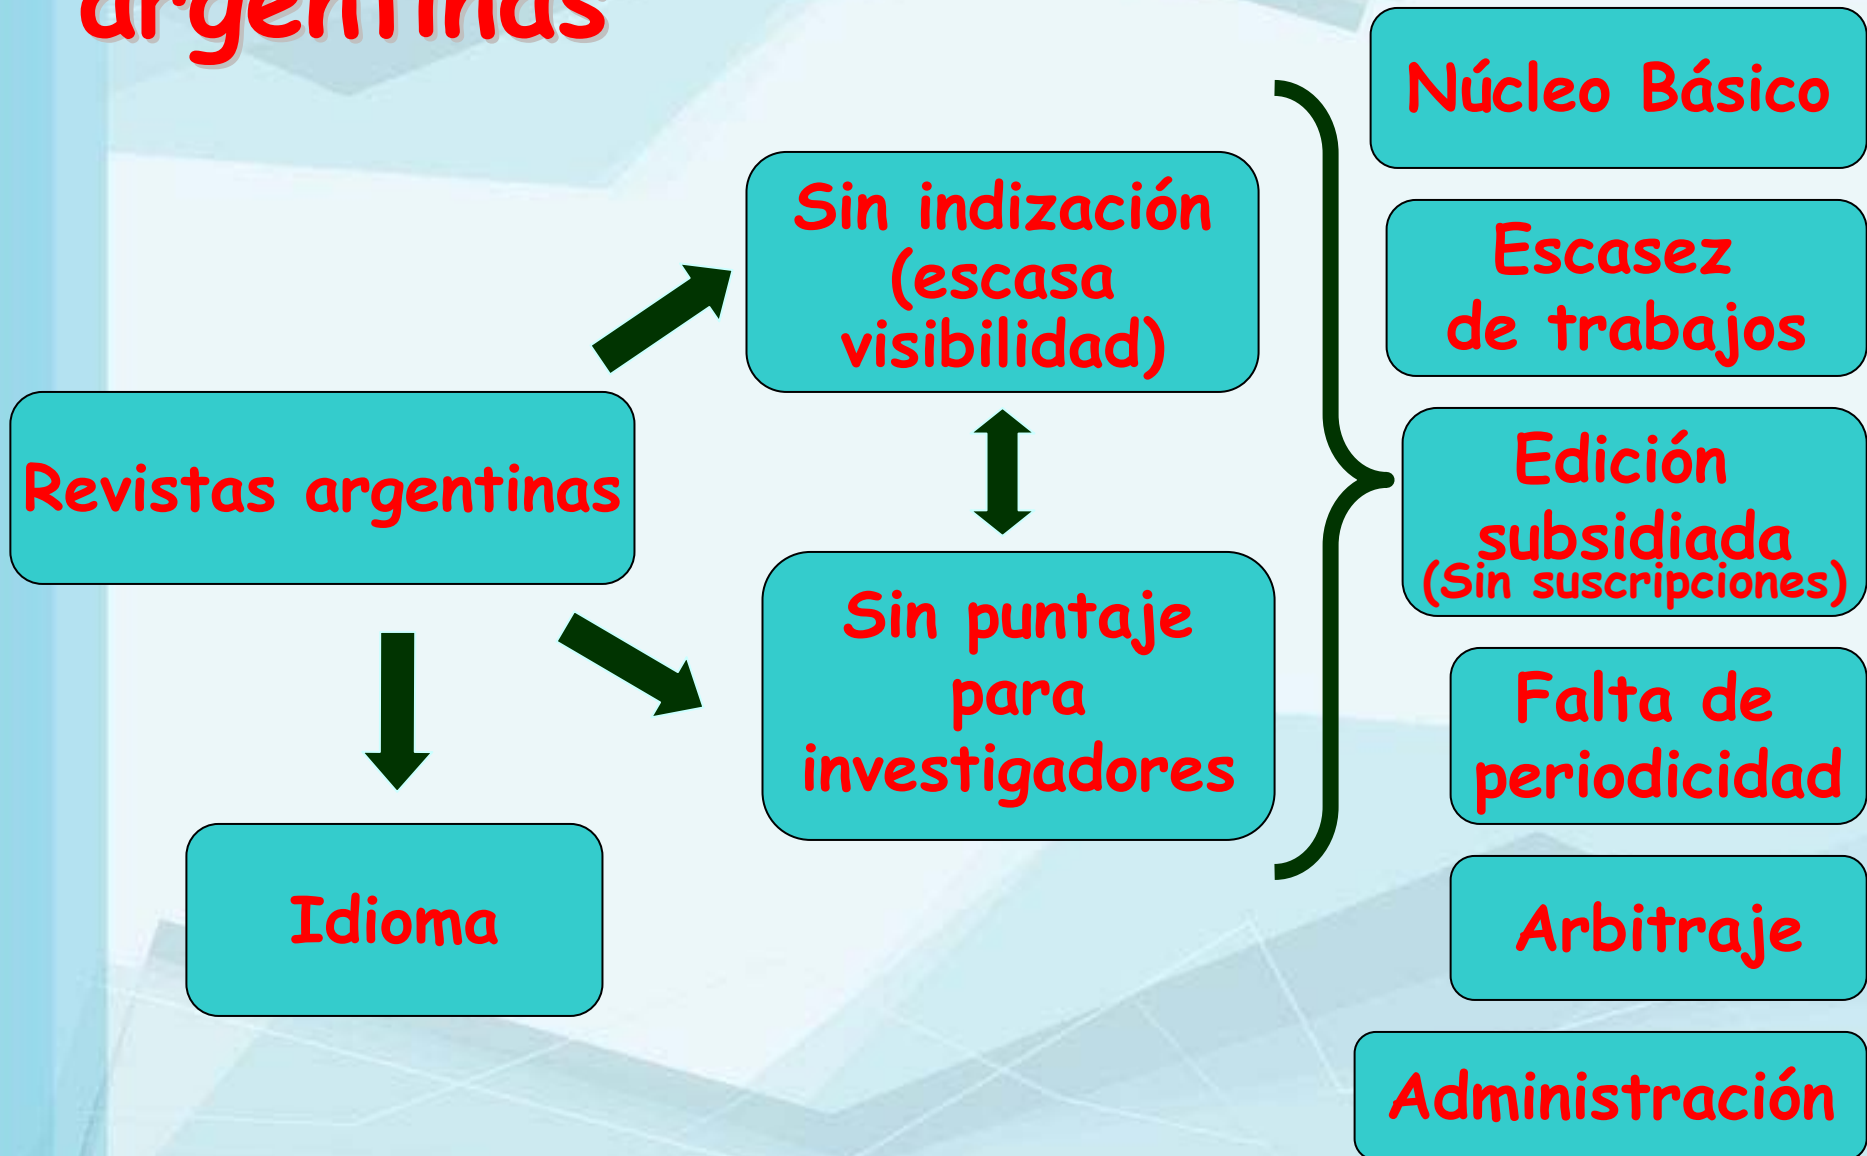 argentinas
Revistas argentinas
Idioma
Sin indización
(escasa
visibilidad)
Sin puntaje
para
investigadores
Núcleo Básico
Escasez
de trabajos
Edición
subsidiada
(Sin suscripciones)
Falta de
periodicidad
Arbitraje
Administración